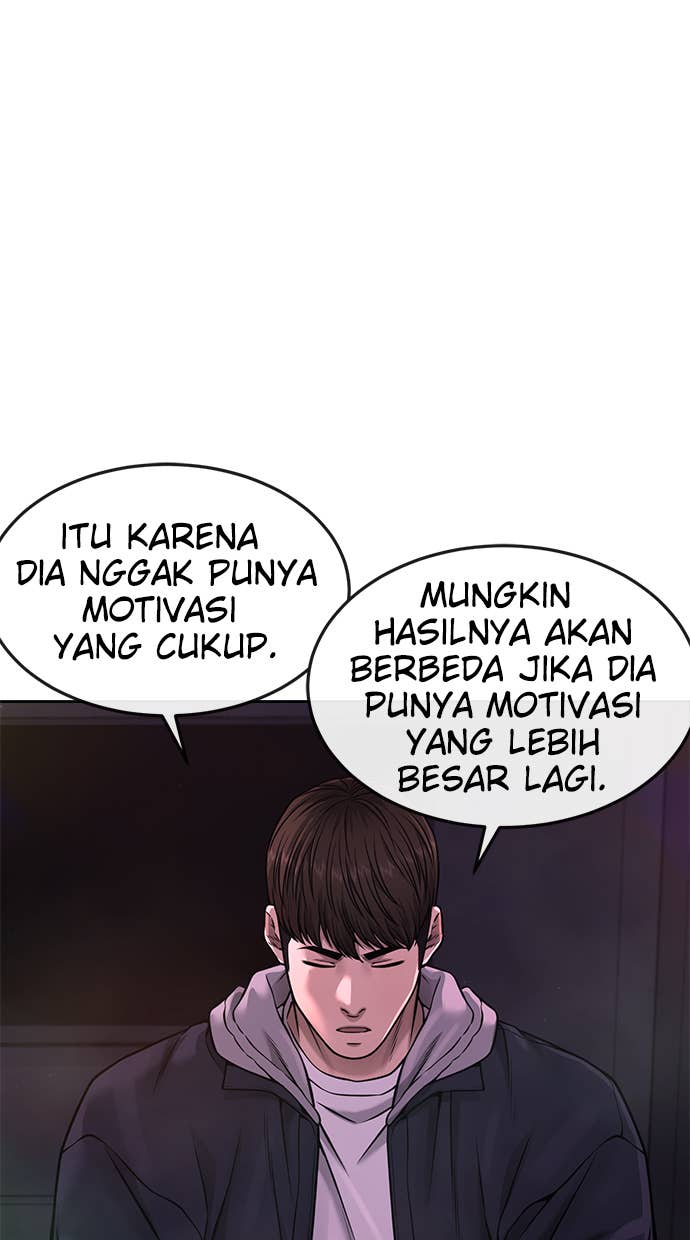 ITU KARENA
DIA NGGAK PUNYA
MOTIVASI
YANG CUKUP.
MUNGKIN
HASILNYA AKAN
BERBEDA JIKA DIA
PUNYA MOTIVASI
YANG LEBIH
BESAR LAGI.